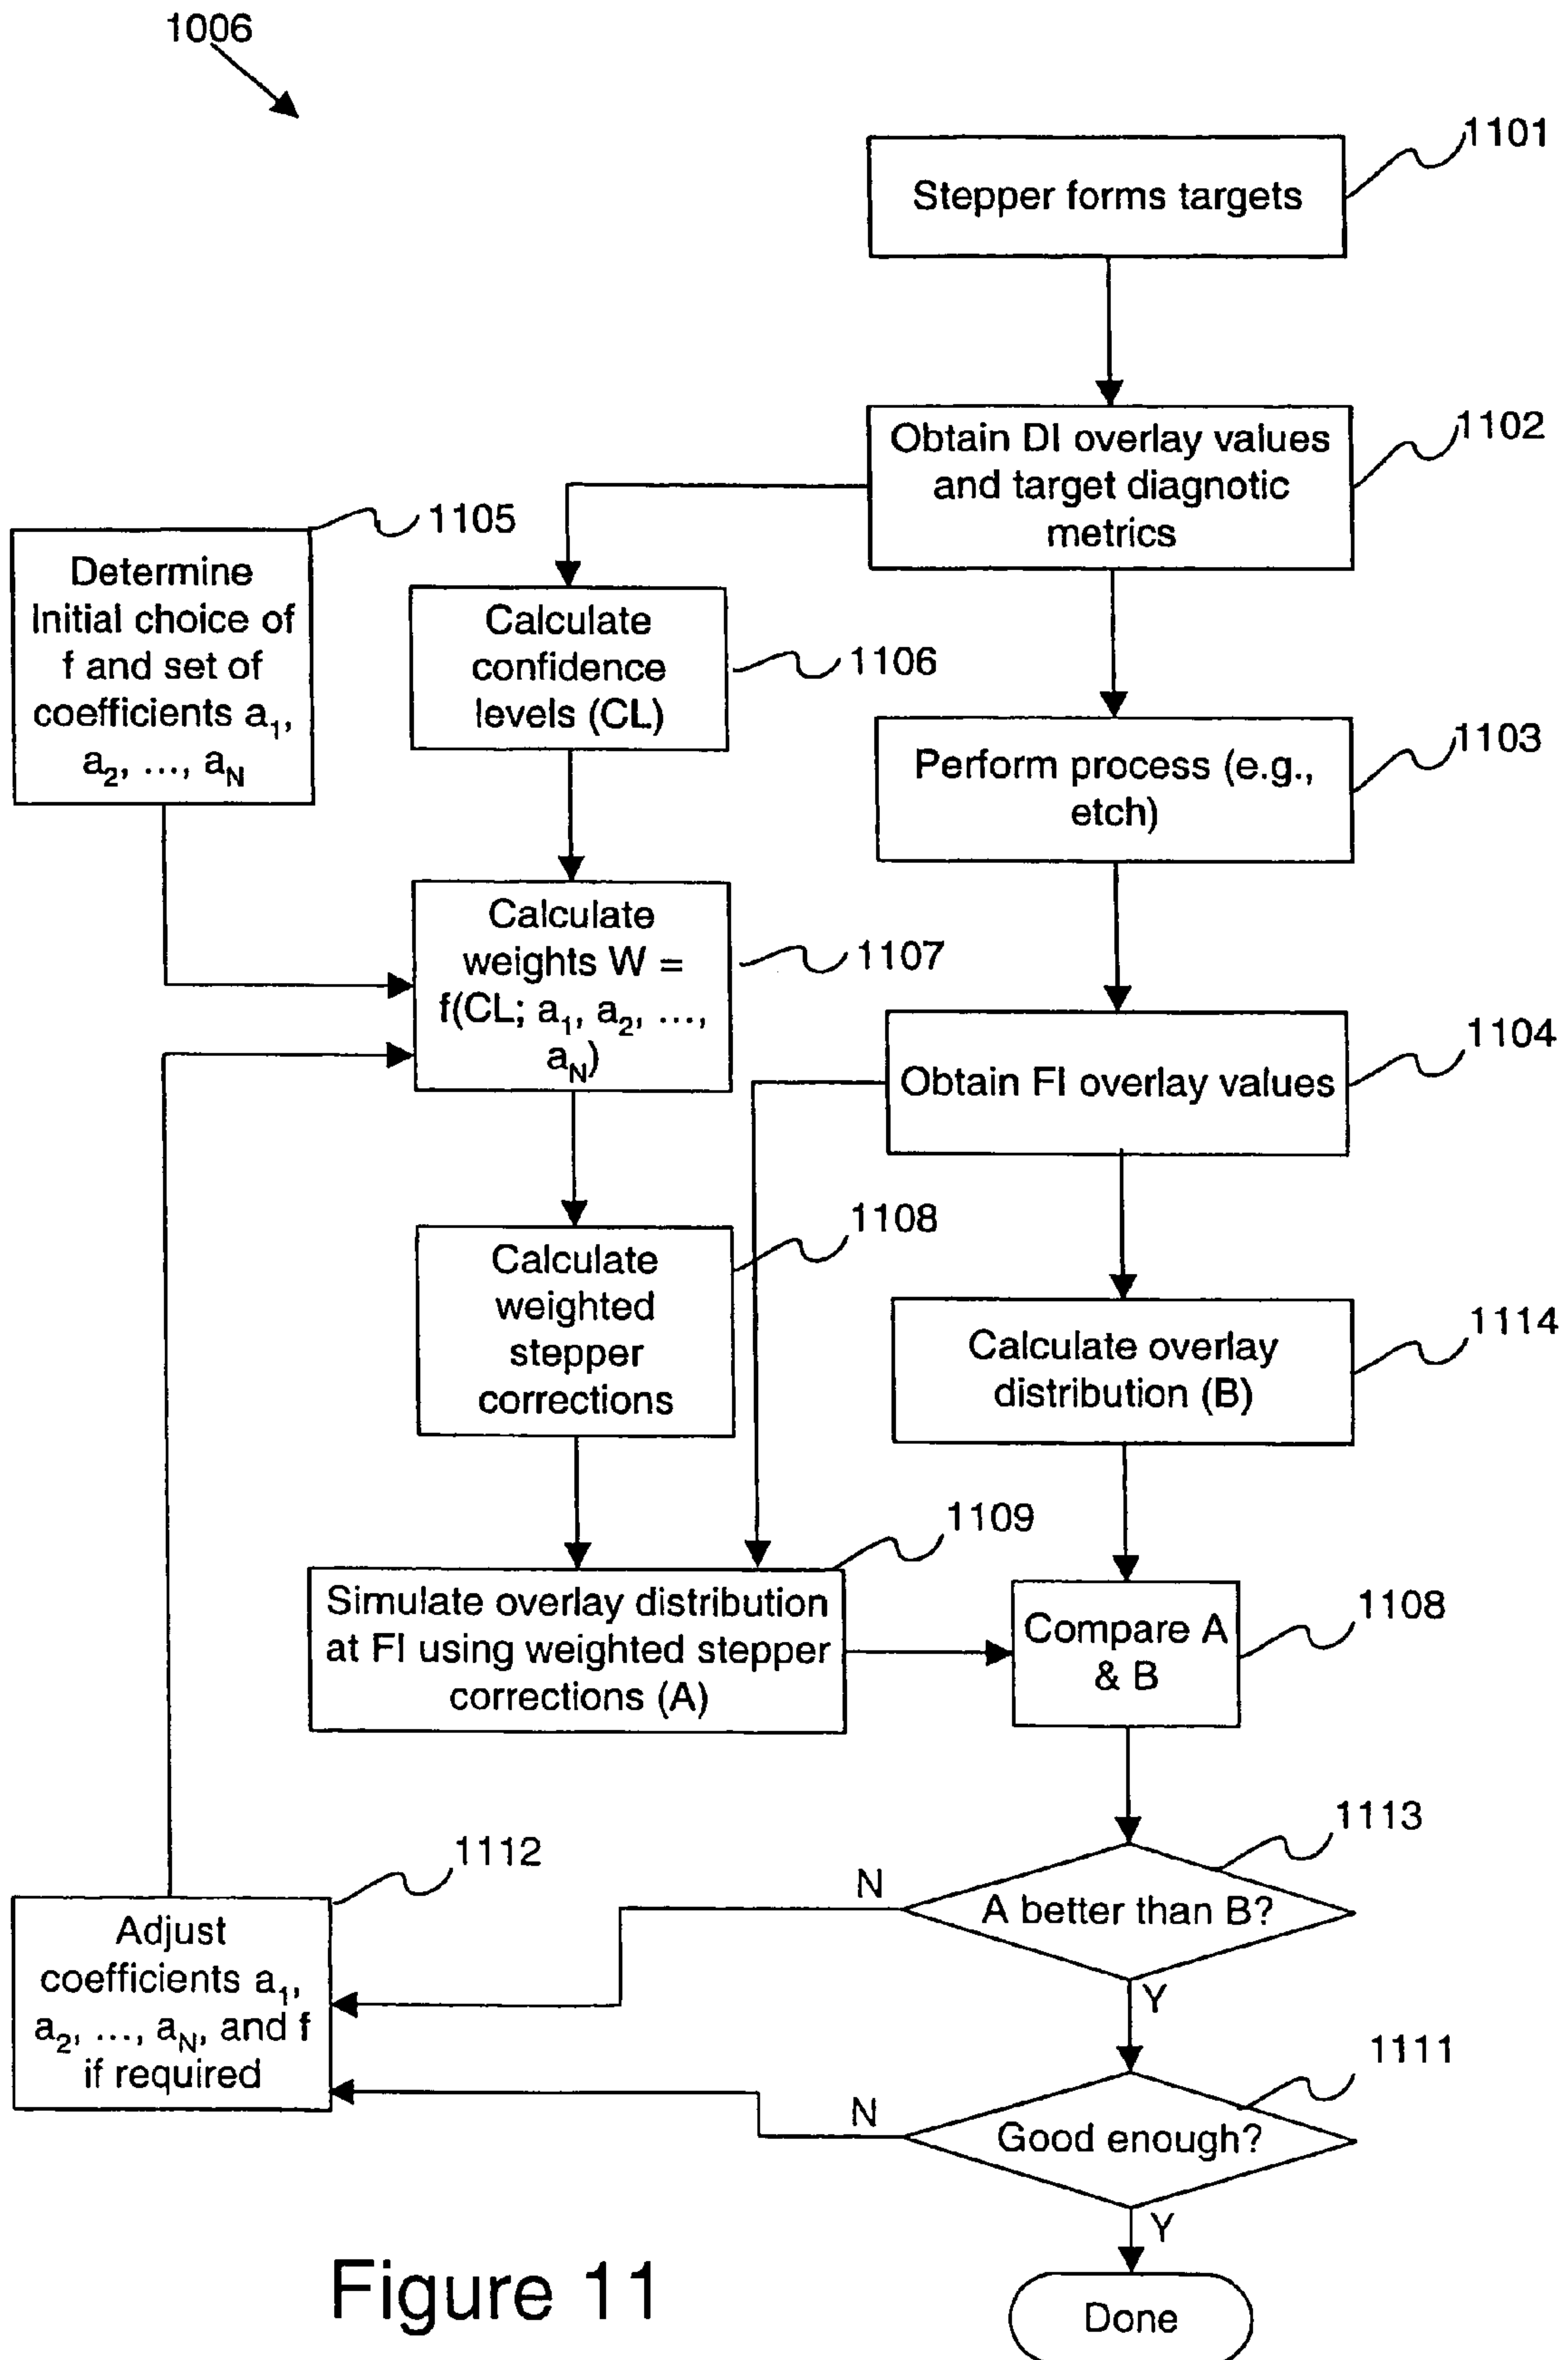 1006
1101
Stepper forms targets
1102
Obtain DI overlay values
and target diagnotic
metrics
1105
Determine
Initial choice of
f and set of
coefficients a₁,
a₂, ..., a_N
Calculate
confidence
levels (CL)
1106
1103
Perform process (e.g.,
etch)
Calculate
weights W =
f(CL; a₁, a₂, ...,
a_N)
1107
1104
Obtain FI overlay values
1108
Calculate
weighted
stepper
corrections
1114
Calculate overlay
distribution (B)
1109
Simulate overlay distribution
at FI using weighted stepper
corrections (A)
1108
Compare A
& B
1113
A better than B?
N
Y
1112
Adjust
coefficients a₁,
a₂, ..., a_N, and f
if required
1111
Good enough?
N
Y
Done
Figure 11